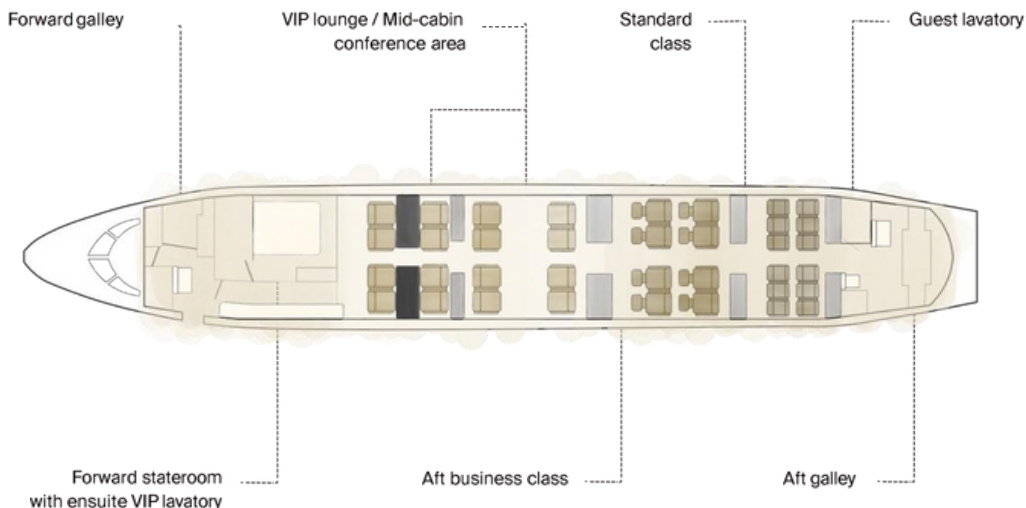 Forward galley
VIP lounge / Mid-cabin
conference area
Standard
class
Guest lavatory
Forward stateroom
with ensuite VIP lavatory
Aft business class
Aft galley